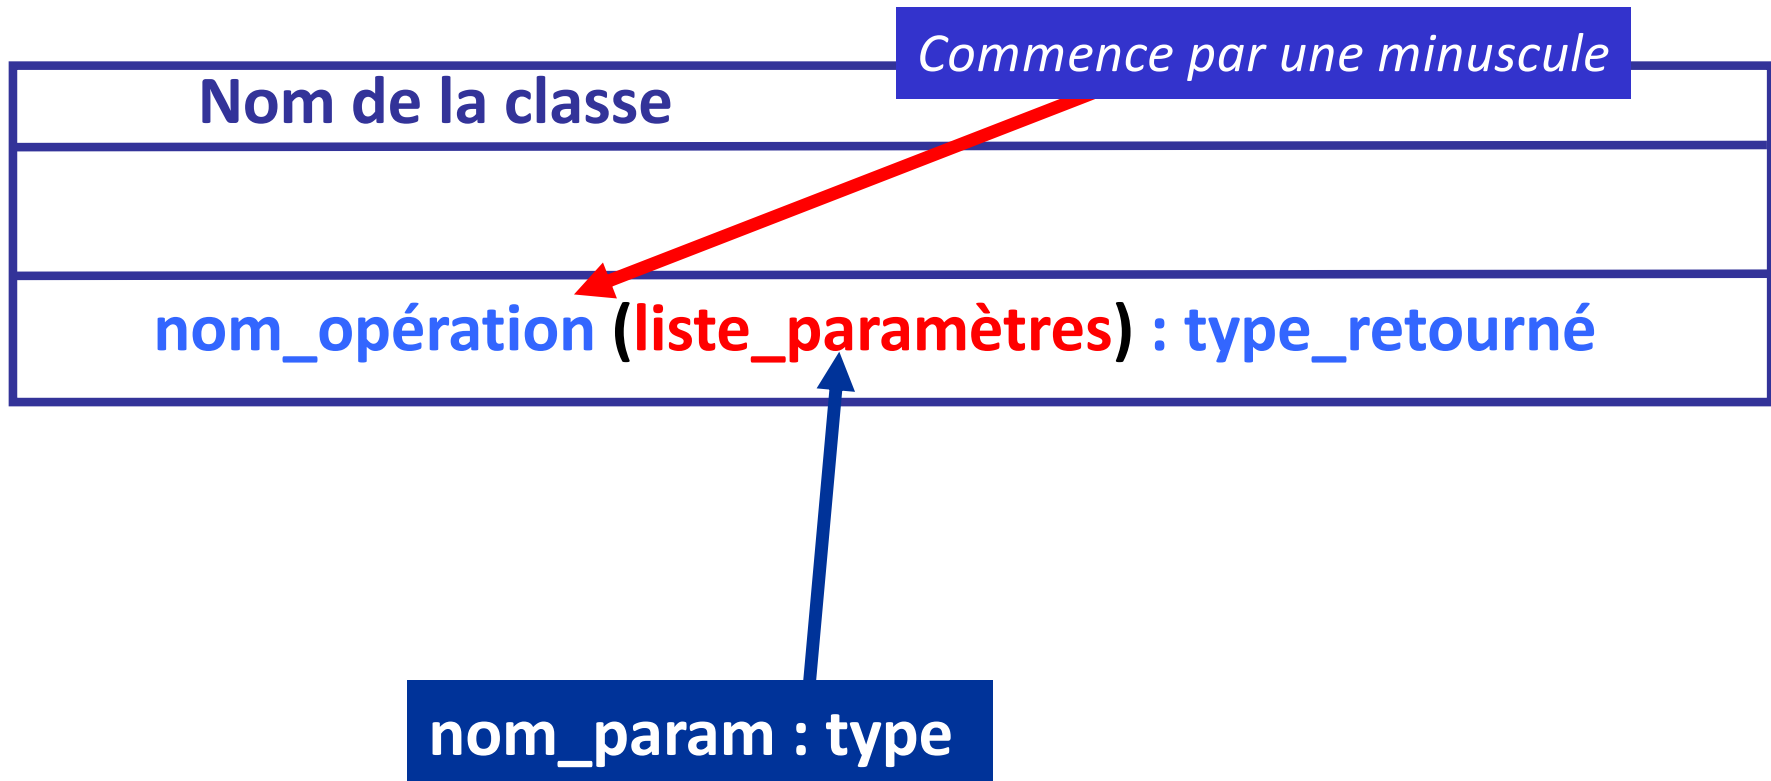 Commence par une minuscule
Nom de la classe
nom_opération (liste_paramètres) : type_retourné
nom_param : type